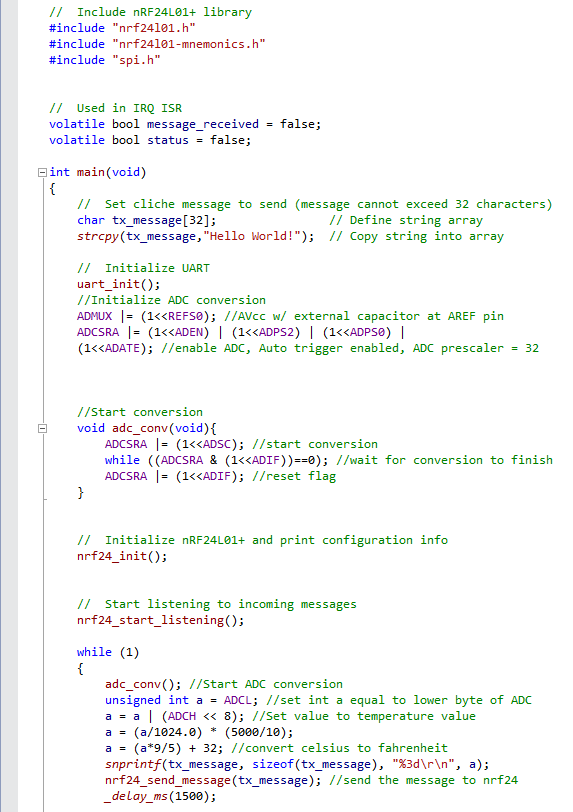 //  Include nRF24L01+ library
#include "nrf24l01.h"
#include "nrf24l01-mnemonics.h"
#include "spi.h"
//  Used in IRQ ISR
volatile bool message_received = false;
volatile bool status = false;
int main(void)
{
//  Set cliche message to send (message cannot exceed 32 characters)
char tx_message[32];                // Define string array
strcpy(tx_message,"Hello World!");  // Copy string into array
//  Initialize UART
uart_init();
//Initialize ADC conversion
ADMUX |= (1<<REFS0); //AVcc w/ external capacitor at AREF pin
ADCSRA |= (1<<ADEN) | (1<<ADPS2) | (1<<ADPS0) |
(1<<ADATE); //enable ADC, Auto trigger enabled, ADC prescaler = 32
//Start conversion
void adc_conv(void){
ADCSRA |= (1<<ADSC); //start conversion
while ((ADCSRA & (1<<ADIF))==0); //wait for conversion to finish
ADCSRA |= (1<<ADIF); //reset flag
}
//  Initialize nRF24L01+ and print configuration info
nrf24_init();
//  Start listening to incoming messages
nrf24_start_listening();
while (1)
{
adc_conv(); //Start ADC conversion
unsigned int a = ADCL; //set int a equal to lower byte of ADC
a = a | (ADCH << 8); //Set value to temperature value
a = (a/1024.0) * (5000/10);
a = (a*9/5) + 32; //convert celsius to fahrenheit
snprintf(tx_message, sizeof(tx_message), "%3d\r\n", a);
nrf24_send_message(tx_message); //send the message to nrf24
_delay_ms(1500);